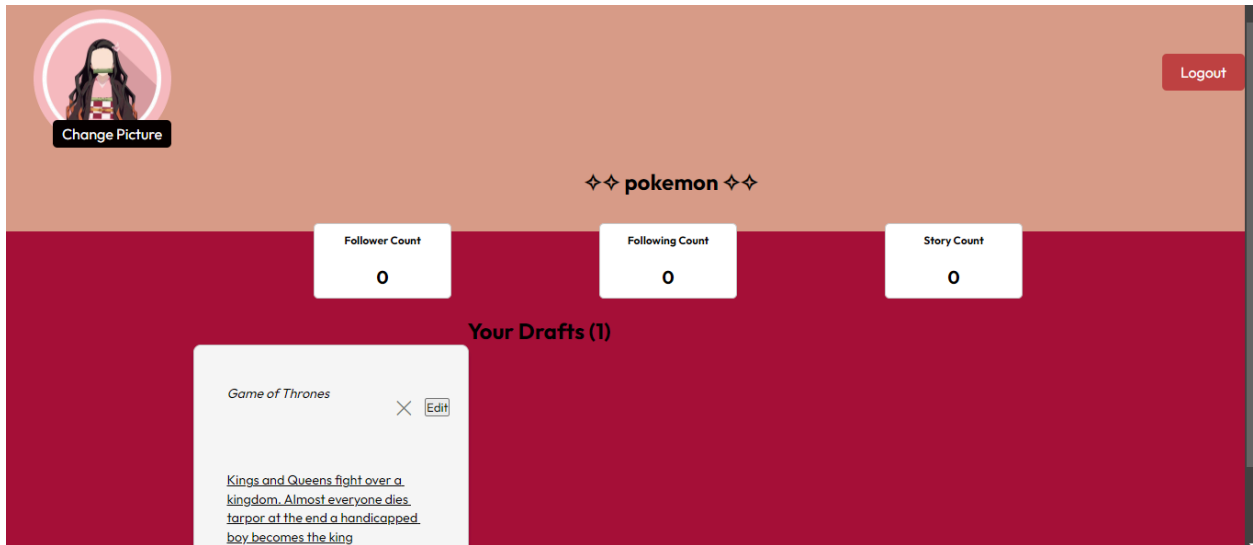 Logout
Change Picture
✧✧ pokemon ✧✧
Follower Count
Following Count
Story Count
0
0
0
Your Drafts (1)
Game of Thrones
Edit
Kings and Queens fight over a
kingdom. Almost everyone dies
tarpor at the end a handicapped
boy becomes the king